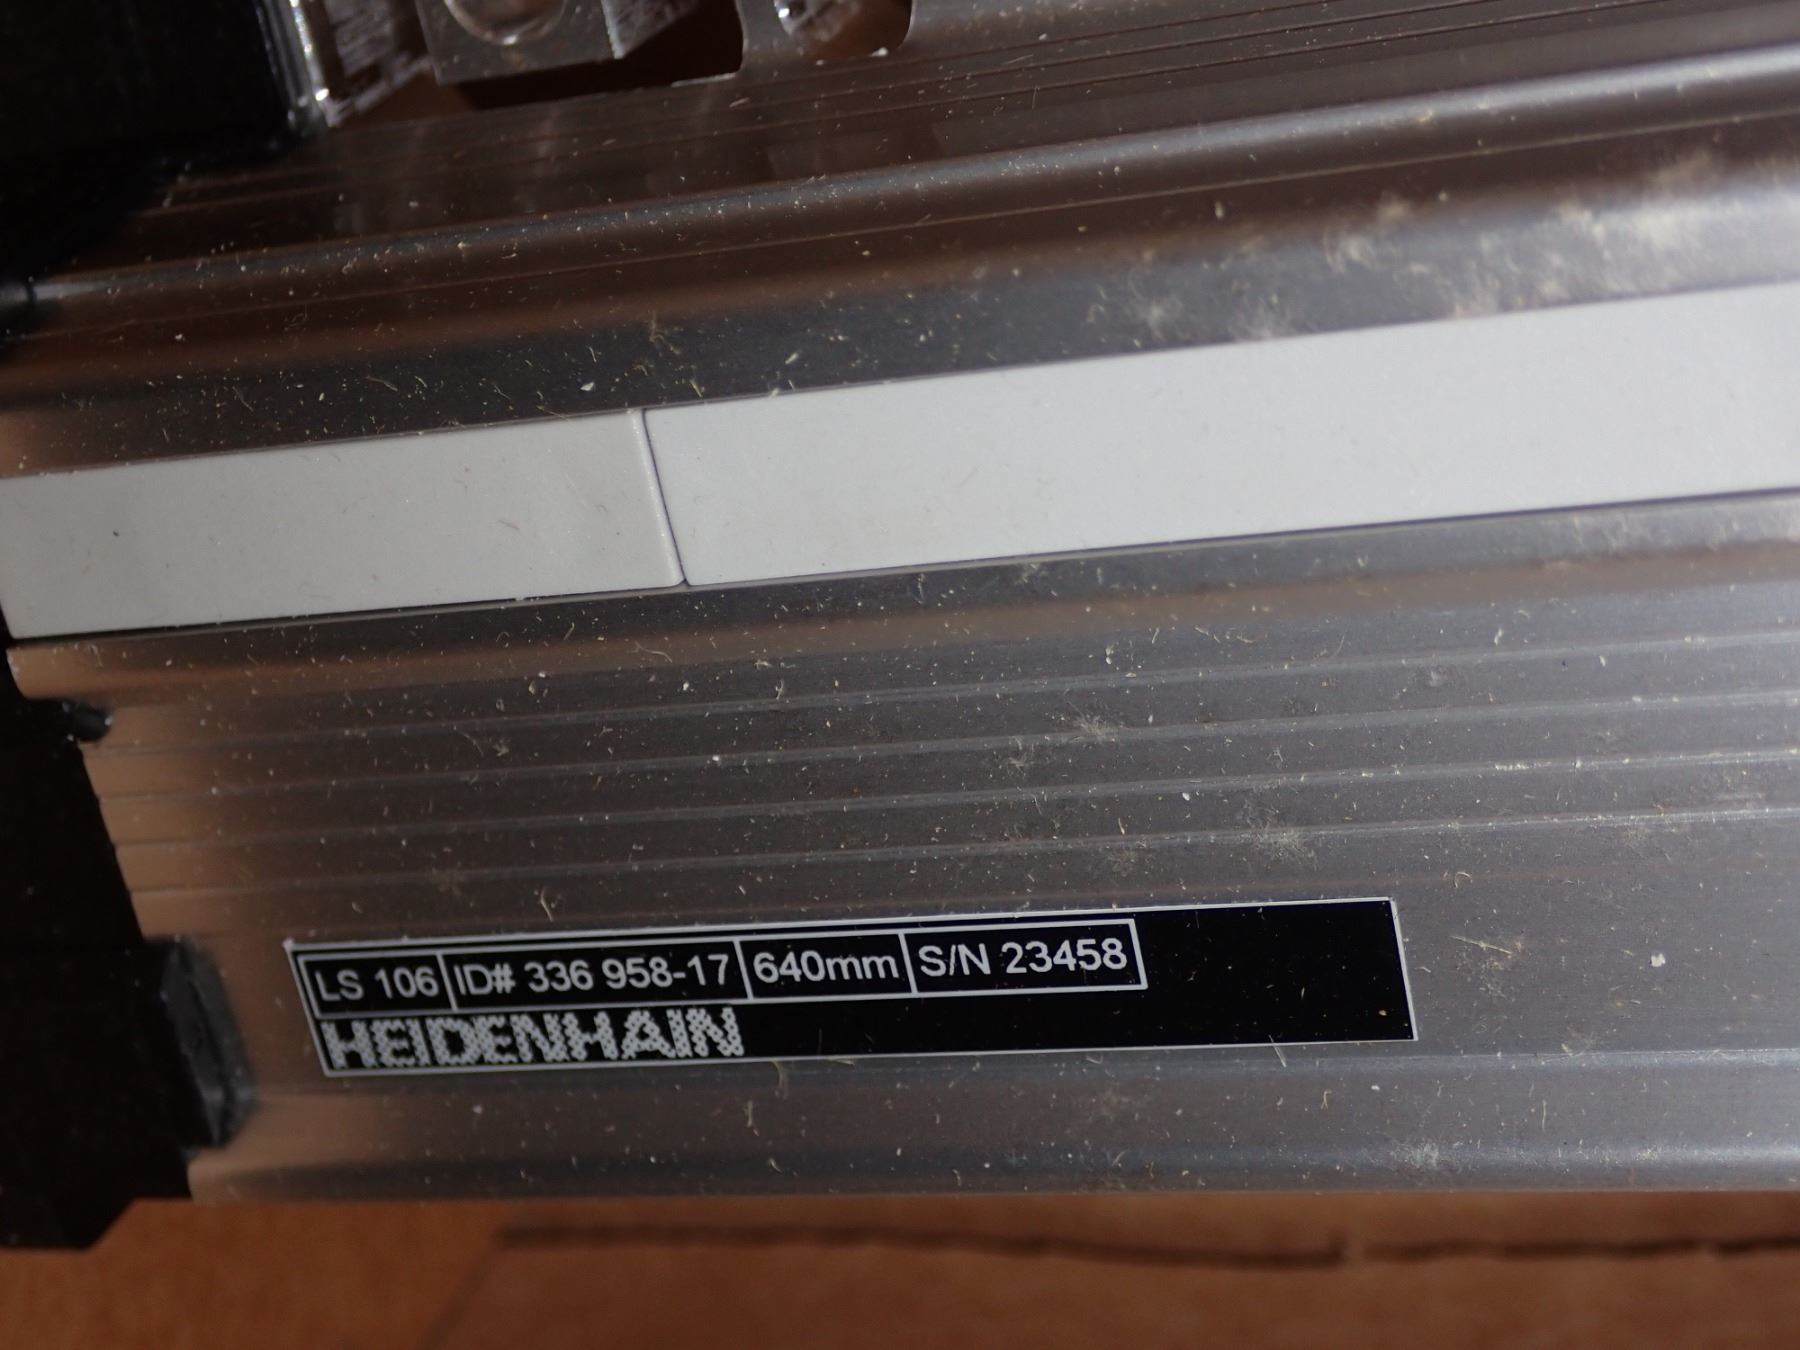 LS 106 ID# 336 958-17 640mm S/N 23458
HEIDENHAIN